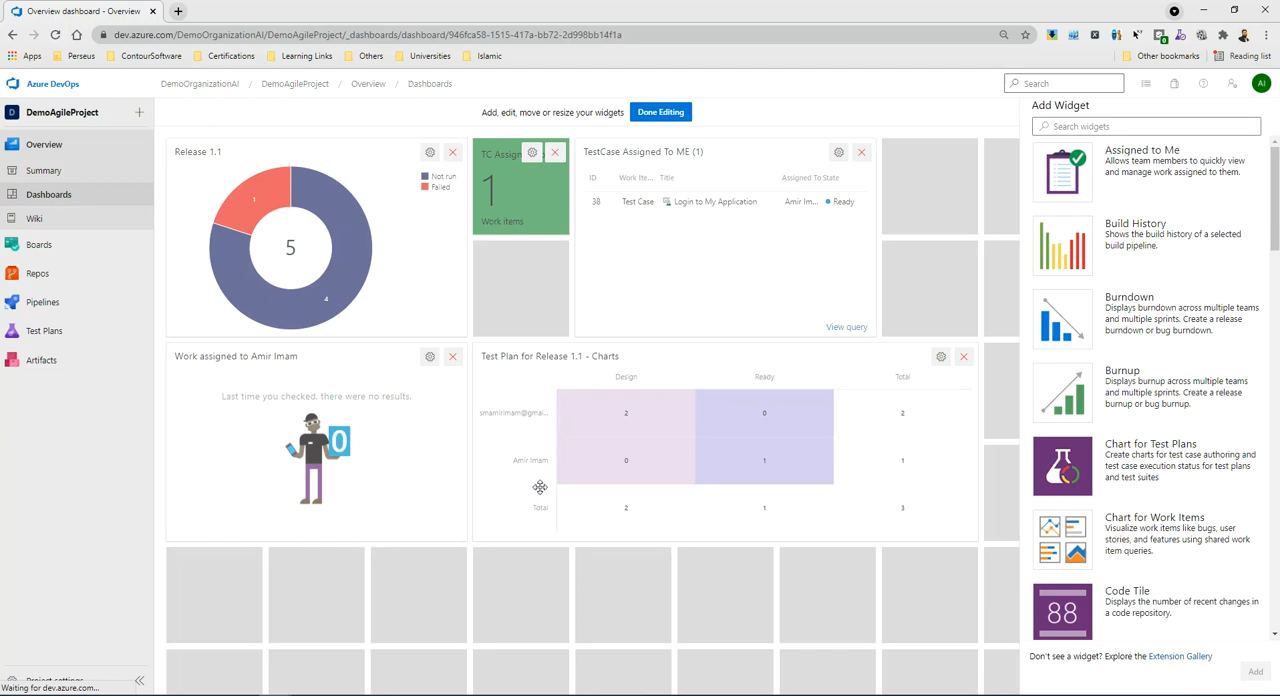 Overview dashboard - Overview
dev.azure.com/DemoOrganizationAI/DemoAgileProject/_dashboards/dashboard/946fca58-1515-417a-bb72-2d998bb14f1a
Apps Perseus ContourSoftware Certifications Learning Links Others Universities Islamic Other bookmarks Reading list
Azure DevOps DemoOrganizationAI / DemoAgileProject / Overview / Dashboards Search AI
D DemoAgileProject
Overview
Summary
Dashboards
Wiki
Boards
Repos
Pipelines
Test Plans
Artifacts
Waiting for dev.azure.com...
Add, edit, move or resize your widgets Done Editing
Release 1.1
Not run
Failed
1
5
4
TC Assign
1
Work items
TestCase Assigned To ME (1)
ID Work Ite... Title Assigned To State
38 Test Case Login to My Application Amir Im... Ready
View query
Work assigned to Amir Imam
Last time you checked, there were no results.
0
Test Plan for Release 1.1 - Charts
Design Ready Total
smamirimam@gmai... 2 0 2
Amir Imam 0 1 1
Total 2 1 3
Add Widget
Search widgets
Assigned to Me
Allows team members to quickly view
and manage work assigned to them.
Build History
Shows the build history of a selected
build pipeline.
Burndown
Displays burndown across multiple teams
and multiple sprints. Create a release
burndown or bug burndown.
Burnup
Displays burnup across multiple teams
and multiple sprints. Create a release
burnup or bug burnup.
Chart for Test Plans
Create charts for test case authoring and
test case execution status for test plans
and test suites
Chart for Work Items
Visualize work items like bugs, user
stories, and features using shared work
item queries.
Code Tile
Displays the number of recent changes in
a code repository.
88
Don't see a widget? Explore the Extension Gallery
Add